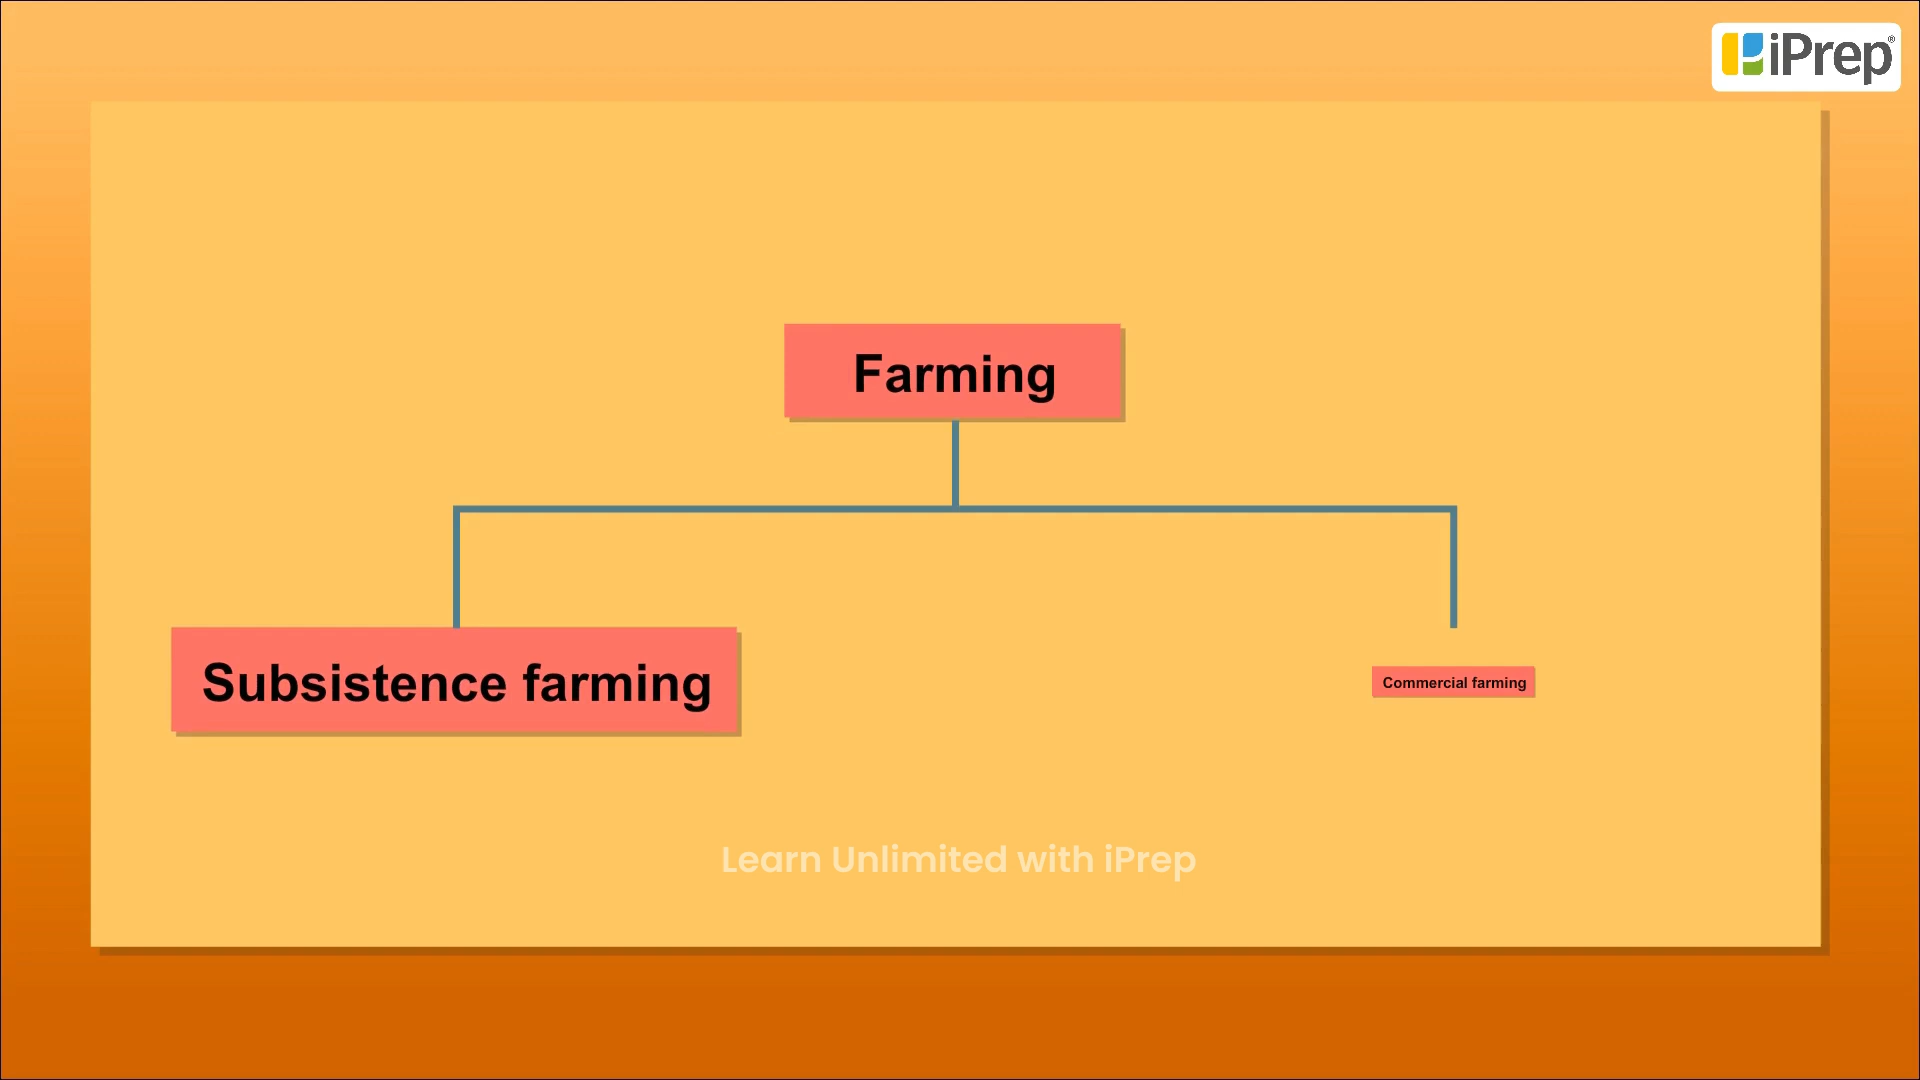 iPrep®
Farming
Subsistence farming
Commercial farming
Learn Unlimited with iPrep